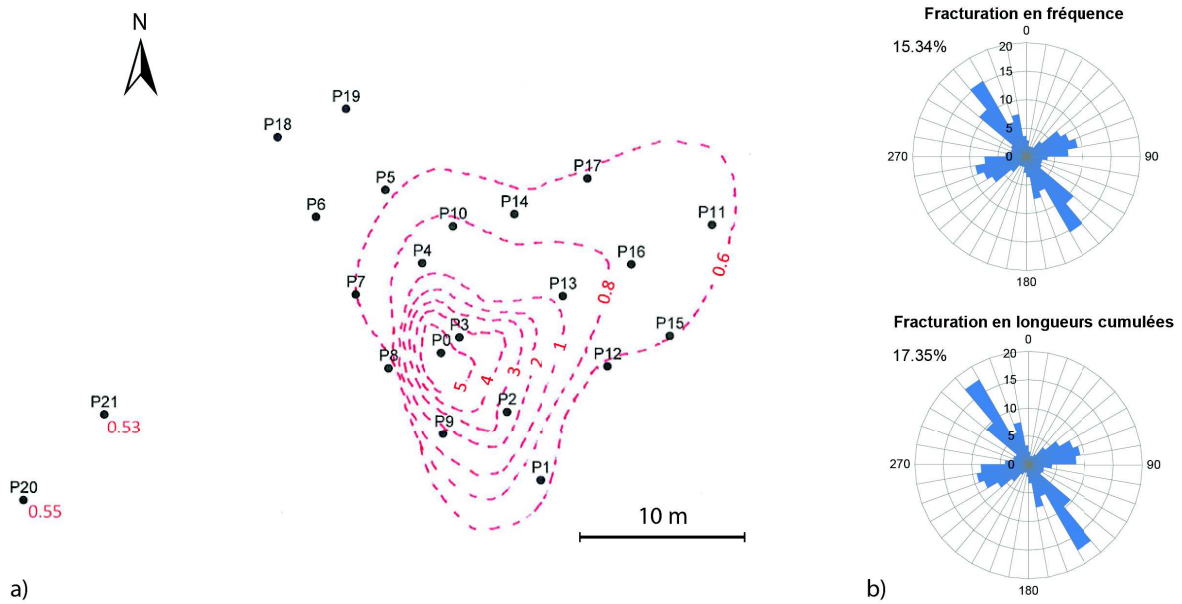 N
P19
P18
P5
P17
P6
P14
P11
P10
P4
P16
P7
P13
0.8
0.6
P3
P15
P0
1
P12
P8
2
3
4
5
P21
0.53
P2
P9
P20
0.55
P1
10 m
a)
Fracturation en fréquence
0
15.34%
20
15
10
5
270
0
90
180
Fracturation en longueurs cumulées
0
17.35%
20
15
10
5
270
0
90
180
b)